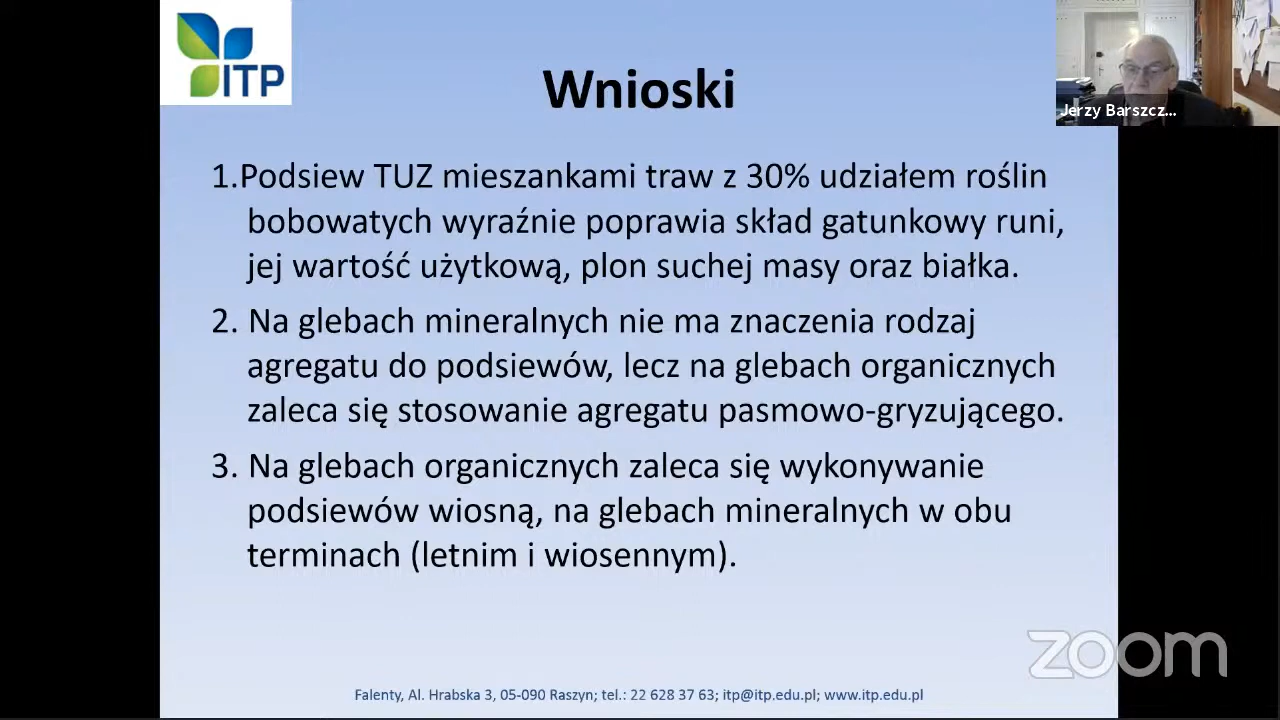 ITP
Wnioski
Jerzy Barszcz...
1.Podsiew TUZ mieszankami traw z 30% udziałem roślin
bobowatych wyraźnie poprawia skład gatunkowy runi,
jej wartość użytkową, plon suchej masy oraz białka.
2. Na glebach mineralnych nie ma znaczenia rodzaj
agregatu do podsiewów, lecz na glebach organicznych
zaleca się stosowanie agregatu pasmowo-gryzującego.
3. Na glebach organicznych zaleca się wykonywanie
podsiewów wiosną, na glebach mineralnych w obu
terminach (letnim i wiosennym).
zoom
Falenty, Al. Hrabska 3, 05-090 Raszyn; tel.: 22 628 37 63; itp@itp.edu.pl; www.itp.edu.pl